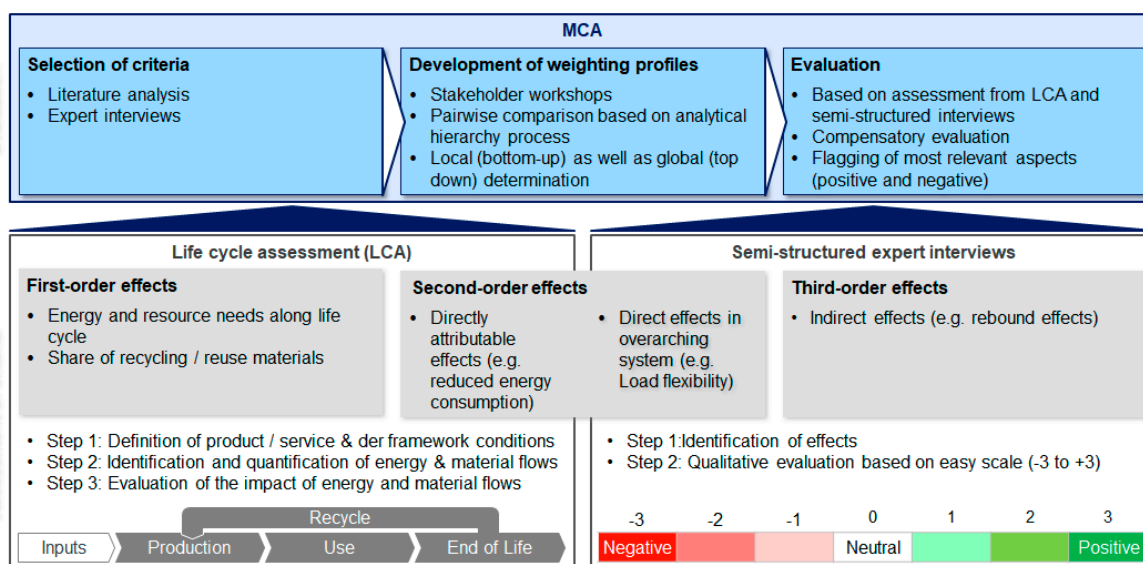 MCA
Selection of criteria
• Literature analysis
• Expert interviews
Development of weighting profiles
• Stakeholder workshops
• Pairwise comparison based on analytical
hierarchy process
• Local (bottom-up) as well as global (top
down) determination
Evaluation
• Based on assessment from LCA and
semi-structured interviews
• Compensatory evaluation
• Flagging of most relevant aspects
(positive and negative)
Life cycle assessment (LCA)
First-order effects
• Energy and resource needs along life
cycle
• Share of recycling / reuse materials
Second-order effects
• Directly
attributable
effects (e.g.
reduced energy
consumption)
• Direct effects in
overarching
system (e.g.
Load flexibility)
Semi-structured expert interviews
Third-order effects
• Indirect effects (e.g. rebound effects)
• Step 1: Definition of product / service & der framework conditions
• Step 2: Identification and quantification of energy & material flows
• Step 3: Evaluation of the impact of energy and material flows
Recycle
Inputs
Production
Use
End of Life
• Step 1:Identification of effects
• Step 2: Qualitative evaluation based on easy scale (-3 to +3)
-3 -2 -1 0 1 2 3
Negative Neutral Positive